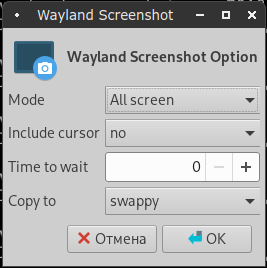 Wayland Screenshot
Wayland Screenshot Option
Mode All screen
Include cursor no
Time to wait 0
Copy to swappy
Отмена OK